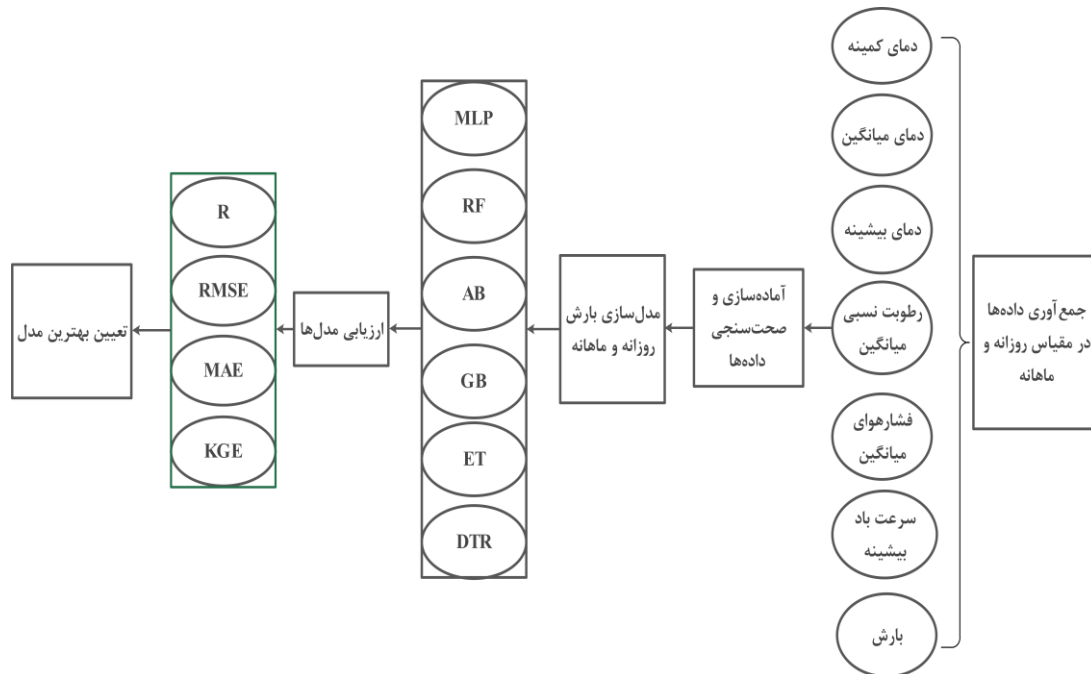 جمع‌آوری داده‌ها
در مقیاس روزانه و
ماهانه
دمای کمینه
دمای میانگین
دمای بیشینه
رطوبت نسبی
میانگین
فشارهوای
میانگین
سرعت باد
بیشینه
بارش
آماده‌سازی و
صحت‌سنجی
داده‌ها
مدل‌سازی بارش
روزانه و ماهانه
MLP
RF
AB
GB
ET
DTR
ارزیابی مدل‌ها
R
RMSE
MAE
KGE
تعیین بهترین مدل